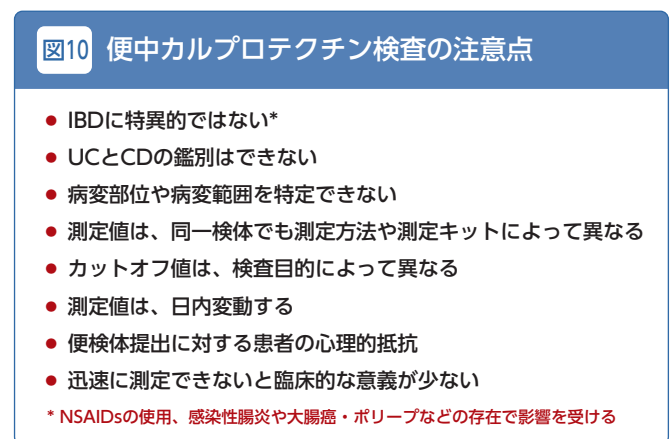 図10 便中カルプロテクチン検査の注意点
● IBDに特異的ではない*
● UCとCDの鑑別はできない
● 病変部位や病変範囲を特定できない
● 測定値は、同一検体でも測定方法や測定キットによって異なる
● カットオフ値は、検査目的によって異なる
● 測定値は、日内変動する
● 便検体提出に対する患者の心理的抵抗
● 迅速に測定できないと臨床的な意義が少ない
* NSAIDsの使用、感染性腸炎や大腸癌・ポリープなどの存在で影響を受ける